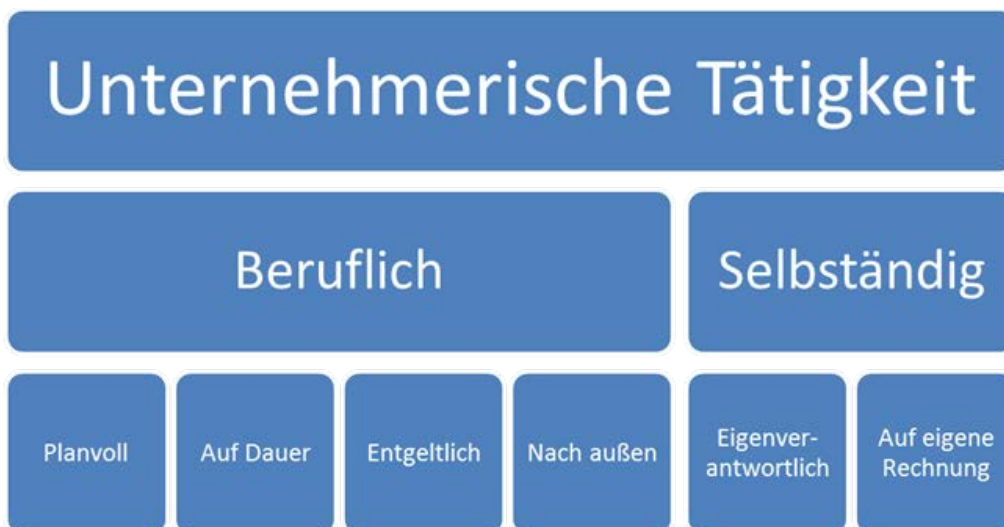 Unternehmerische Tätigkeit
Beruflich
Selbständig
Planvoll
Auf Dauer
Entgeltlich
Nach außen
Eigenver-
antwortlich
Auf eigene
Rechnung